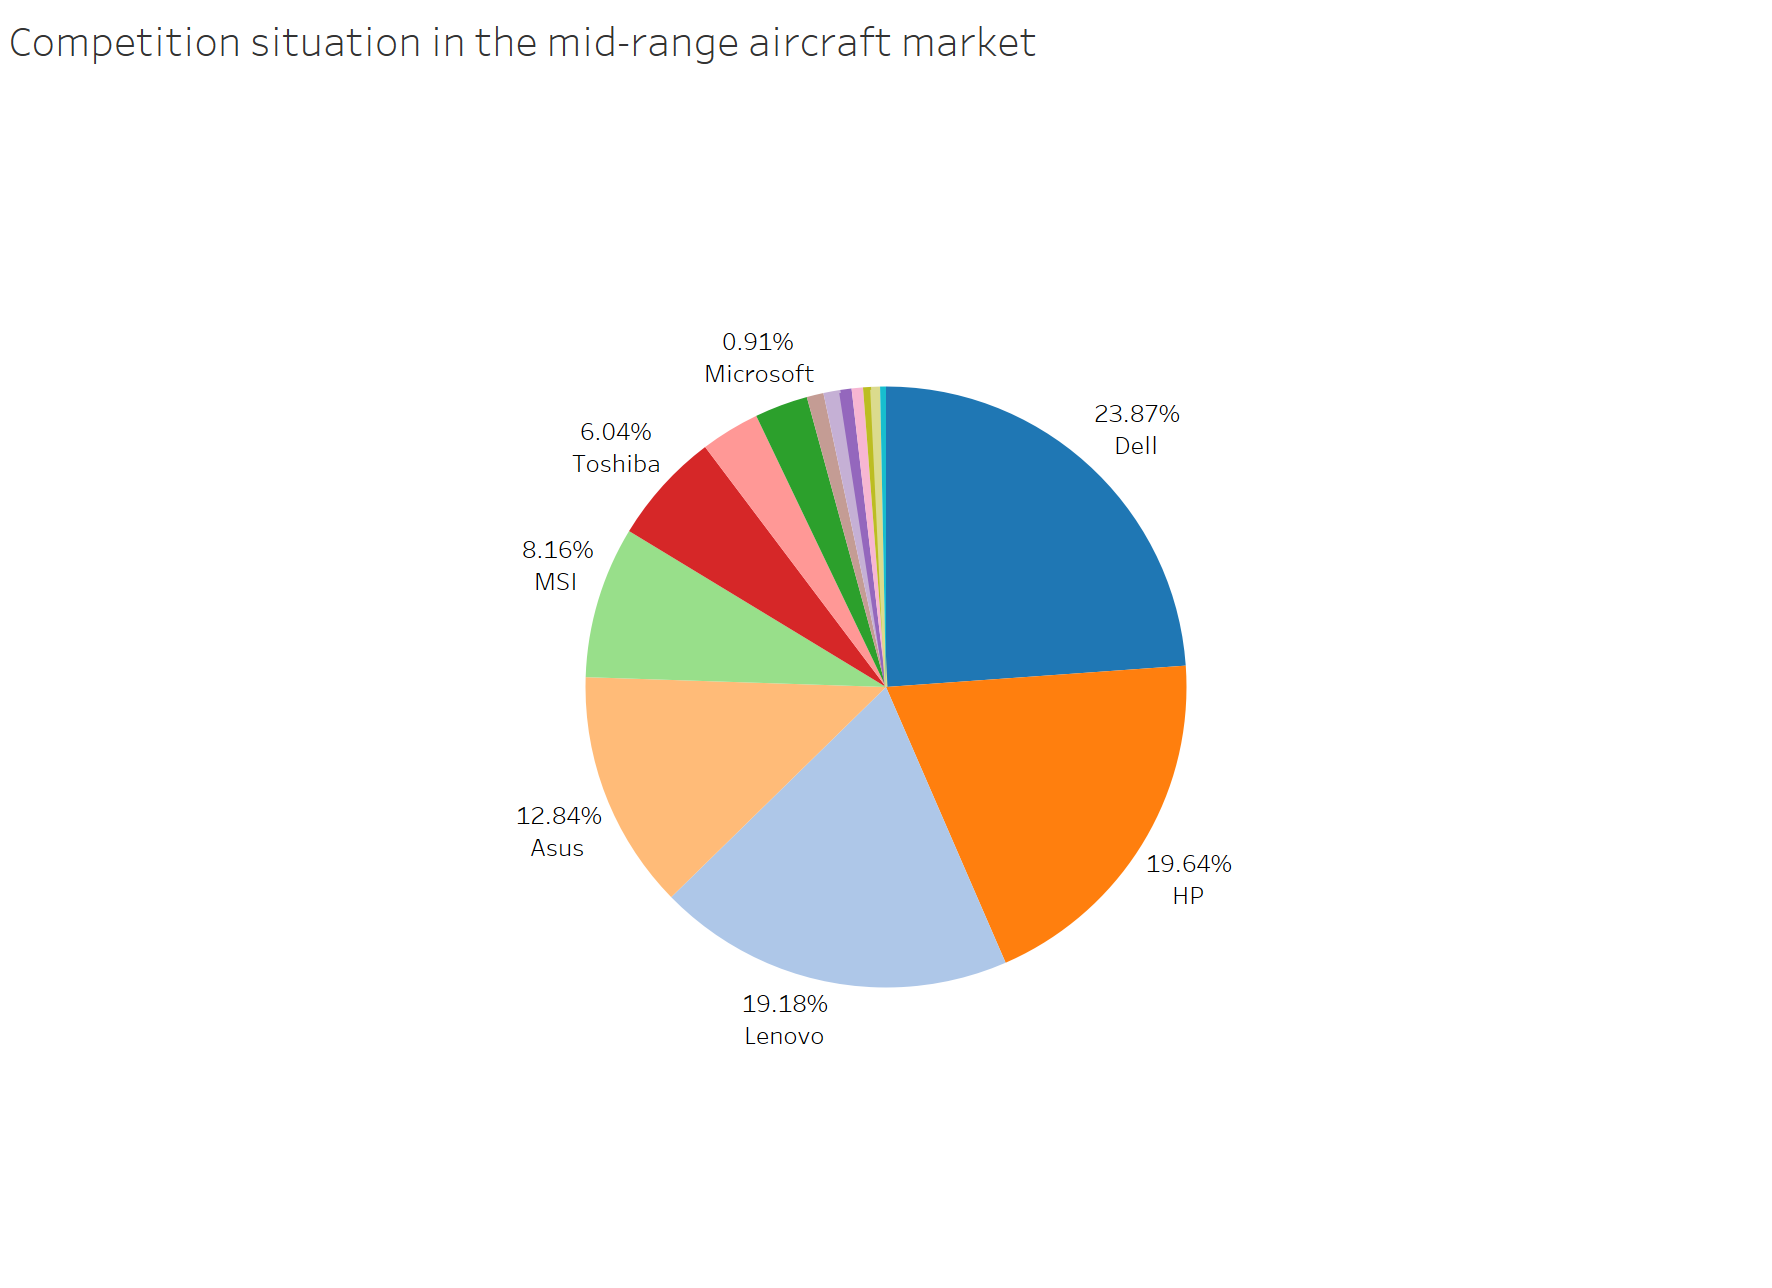 Competition situation in the mid-range aircraft market
0.91%
Microsoft
23.87%
Dell
6.04%
Toshiba
8.16%
MSI
12.84%
Asus
19.64%
HP
19.18%
Lenovo